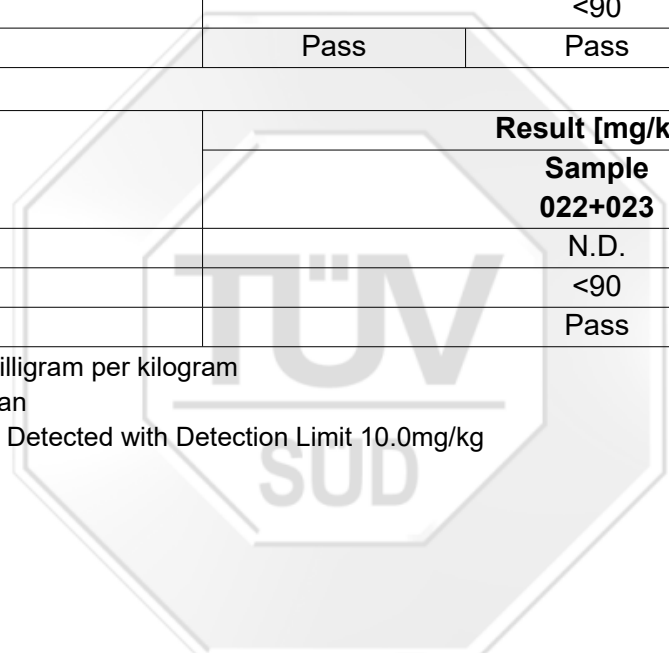 <90
Pass Pass
Result [mg/k
Sample
022+023
N.D.
<90
Pass
illigram per kilogram
an
Detected with Detection Limit 10.0mg/kg
TÜV
SÜD